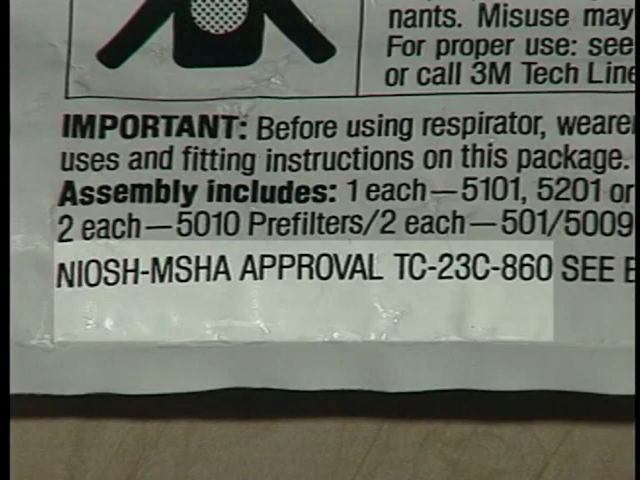 nants. Misuse may
For proper use: see
or call 3M Tech Line
IMPORTANT: Before using respirator, weare
uses and fitting instructions on this package.
Assembly includes: 1 each—5101, 5201 or
2 each—5010 Prefilters/2 each—501/5009
NIOSH-MSHA APPROVAL TC-23C-860 SEE